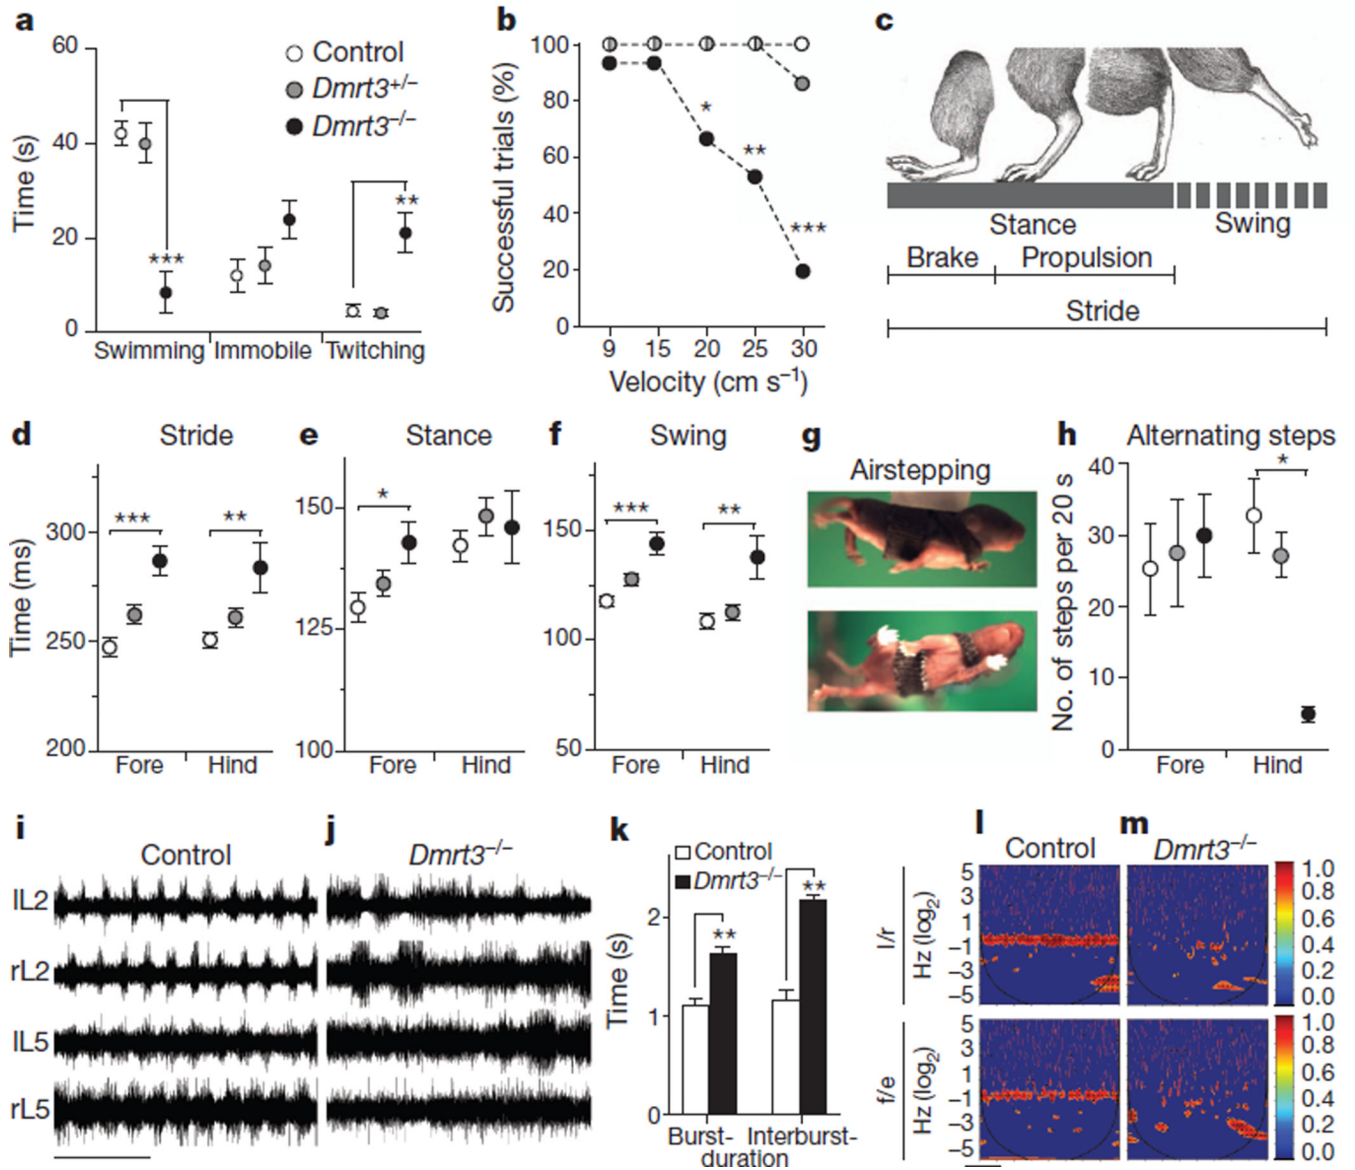 a
60
40
20
0
Time (s)
Control
Dmrt3+/–
Dmrt3–/–
***
**
Swimming Immobile Twitching
b
100
80
60
40
20
0
Successful trials (%)
*
**
***
9 15 20 25 30
Velocity (cm s–1)
c
Stance Swing
Brake Propulsion
Stride
d Stride
Time (ms)
300
250
200
*** **
Fore Hind
e Stance
150
125
100
*
Fore Hind
f Swing
150
100
50
*** **
Fore Hind
g
Airstepping
h Alternating steps
No. of steps per 20 s
40
30
20
10
0
*
Fore Hind
i
Control
j
Dmrt3–/–
lL2
rL2
lL5
rL5
k
Control
Dmrt3–/–
Time (s)
2
1
0
**
**
Burst- Interburst-
duration
l
Control
m
Dmrt3–/–
l/r
Hz (log2)
5
3
1
–1
–3
–5
1.0
0.8
0.6
0.4
0.2
0.0
f/e
Hz (log2)
5
3
1
–1
–3
–5
1.0
0.8
0.6
0.4
0.2
0.0